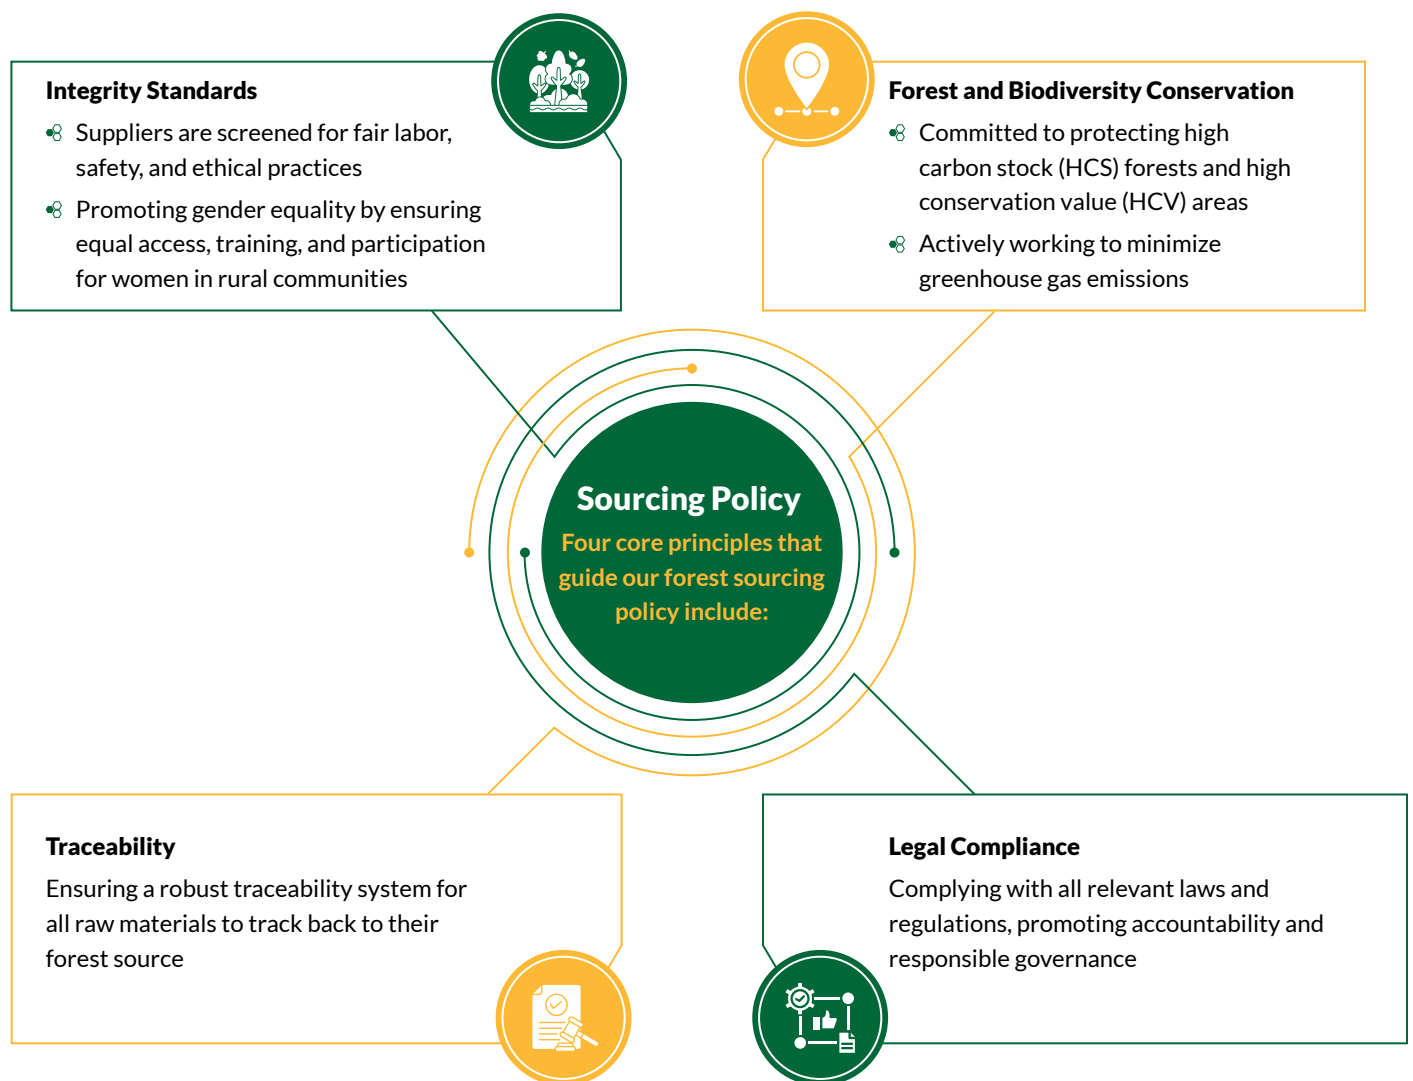 Integrity Standards
Suppliers are screened for fair labor,
safety, and ethical practices
Promoting gender equality by ensuring
equal access, training, and participation
for women in rural communities
Forest and Biodiversity Conservation
Committed to protecting high
carbon stock (HCS) forests and high
conservation value (HCV) areas
Actively working to minimize
greenhouse gas emissions
Sourcing Policy
Four core principles that
guide our forest sourcing
policy include:
Traceability
Ensuring a robust traceability system for
all raw materials to track back to their
forest source
Legal Compliance
Complying with all relevant laws and
regulations, promoting accountability and
responsible governance